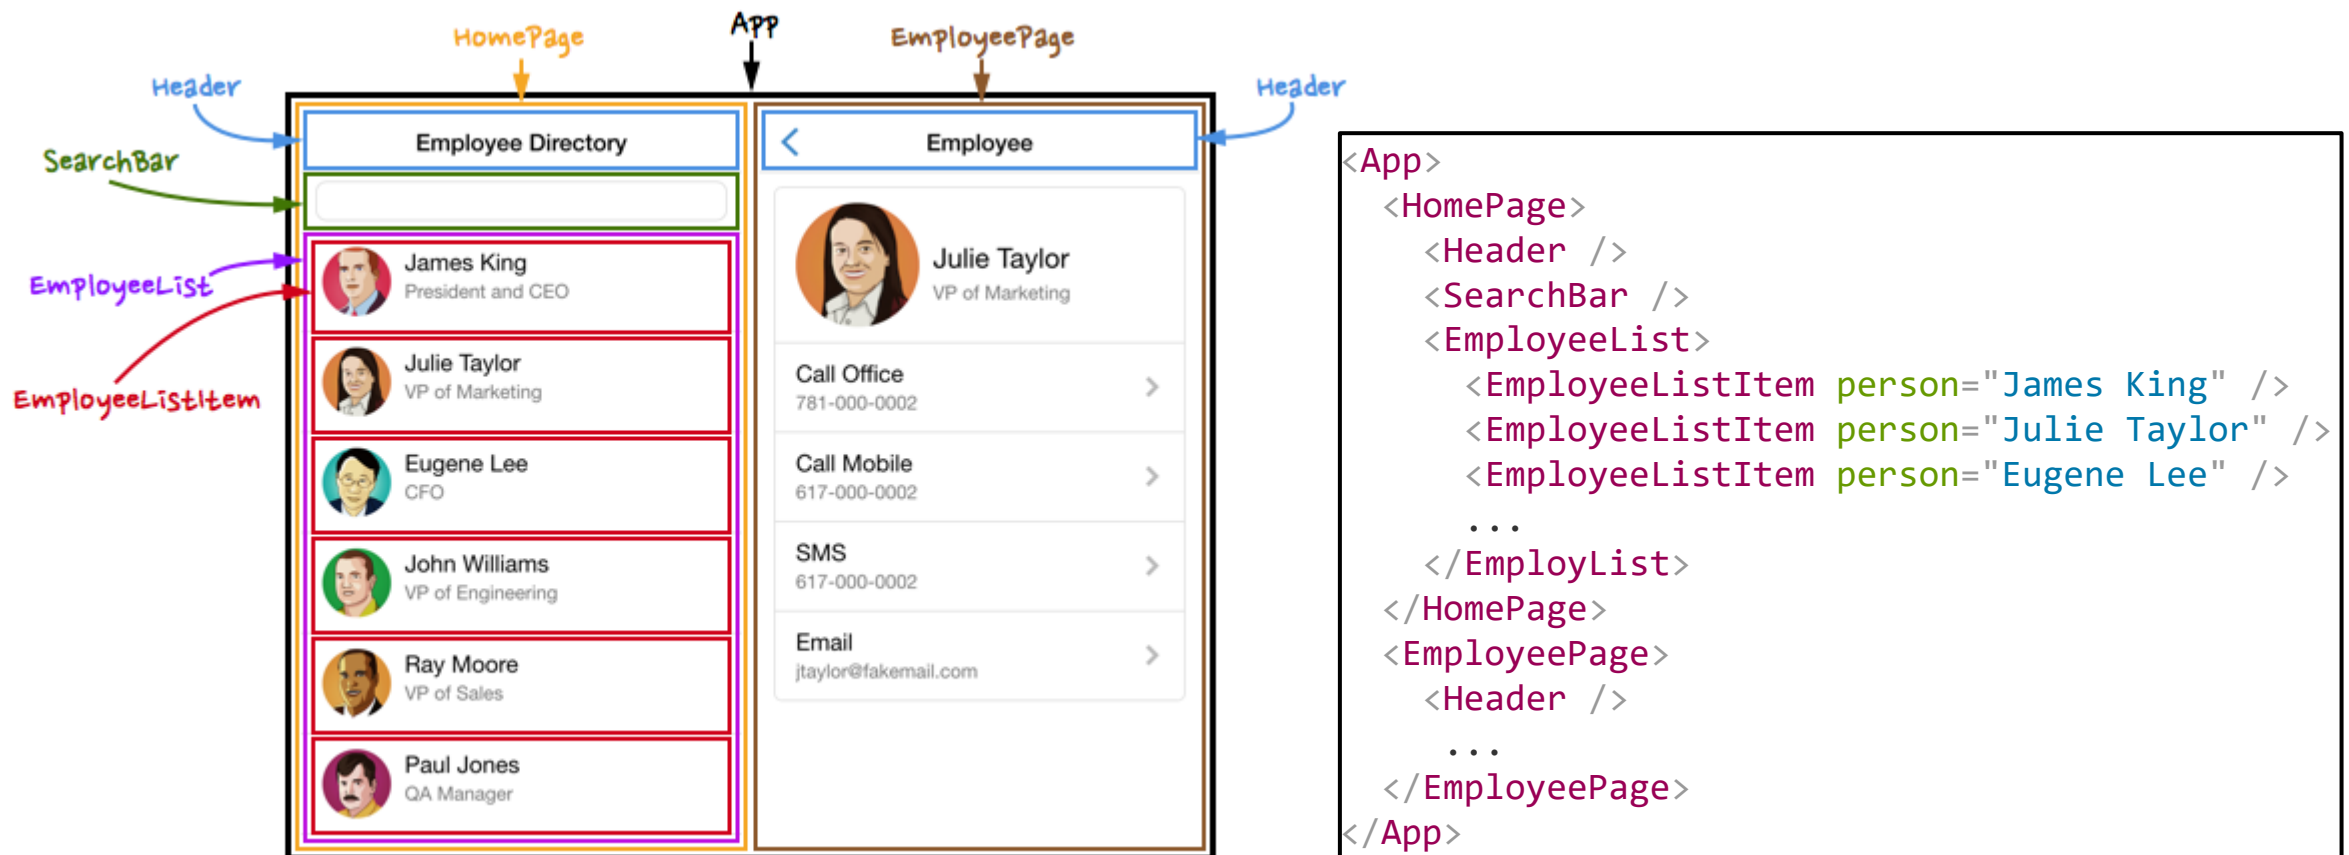 App
HomePage
EmployeePage
Header
Header
SearchBar
EmployeeList
EmployeeListItem
Employee Directory
James King
President and CEO
Julie Taylor
VP of Marketing
Eugene Lee
CFO
John Williams
VP of Engineering
Ray Moore
VP of Sales
Paul Jones
QA Manager
Employee
Julie Taylor
VP of Marketing
Call Office
781-000-0002
Call Mobile
617-000-0002
SMS
617-000-0002
Email
jtaylor@fakemail.com
<App>
  <HomePage>
    <Header />
    <SearchBar />
    <EmployeeList>
      <EmployeeListItem person="James King" />
      <EmployeeListItem person="Julie Taylor" />
      <EmployeeListItem person="Eugene Lee" />
      ...
    </EmployList>
  </HomePage>
  <EmployeePage>
    <Header />
     ...
  </EmployeePage>
</App>